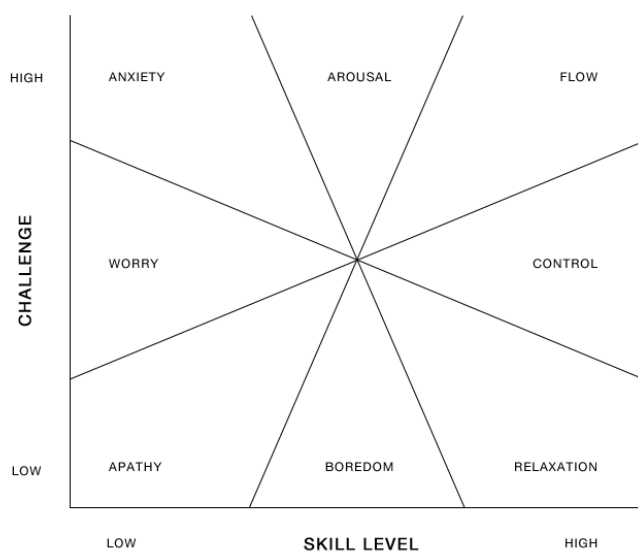 HIGH
ANXIETY
AROUSAL
FLOW
CHALLENGE
WORRY
CONTROL
LOW
APATHY
BOREDOM
RELAXATION
LOW
SKILL LEVEL
HIGH